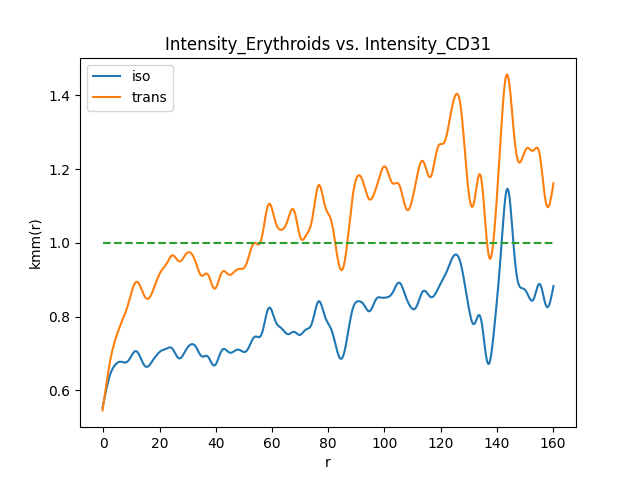 Intensity_Erythroids vs. Intensity_CD31
iso
trans
kmm(r)
1.4
1.2
1.0
0.8
0.6
0 20 40 60 80 100 120 140 160
r